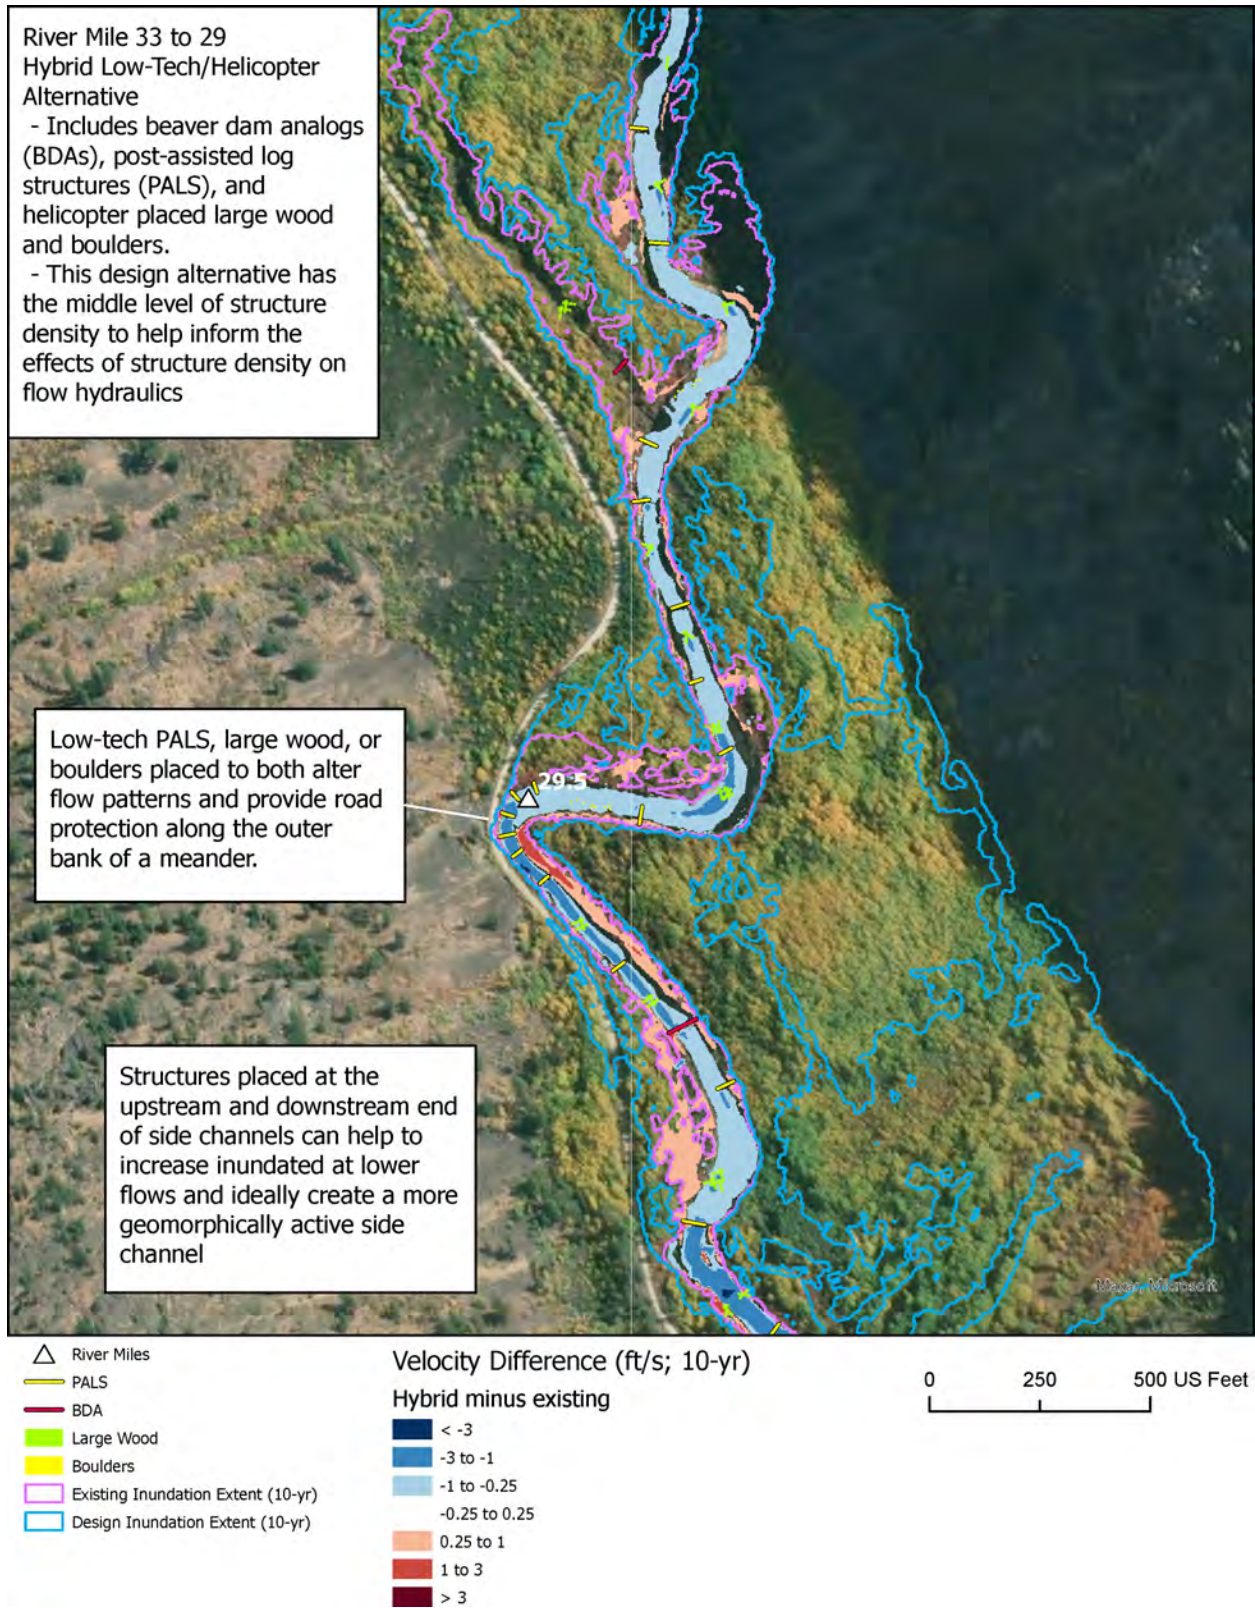 River Mile 33 to 29
Hybrid Low-Tech/Helicopter
Alternative
- Includes beaver dam analogs
(BDAs), post-assisted log
structures (PALS), and
helicopter placed large wood
and boulders.
- This design alternative has
the middle level of structure
density to help inform the
effects of structure density on
flow hydraulics
Low-tech PALS, large wood, or
boulders placed to both alter
flow patterns and provide road
protection along the outer
bank of a meander.
29.5
Structures placed at the
upstream and downstream end
of side channels can help to
increase inundated at lower
flows and ideally create a more
geomorphically active side
channel
Maxar, Microsoft
River Miles
PALS
BDA
Large Wood
Boulders
Existing Inundation Extent (10-yr)
Design Inundation Extent (10-yr)
Velocity Difference (ft/s; 10-yr)
Hybrid minus existing
< -3
-3 to -1
-1 to -0.25
-0.25 to 0.25
0.25 to 1
1 to 3
> 3
0 250 500 US Feet